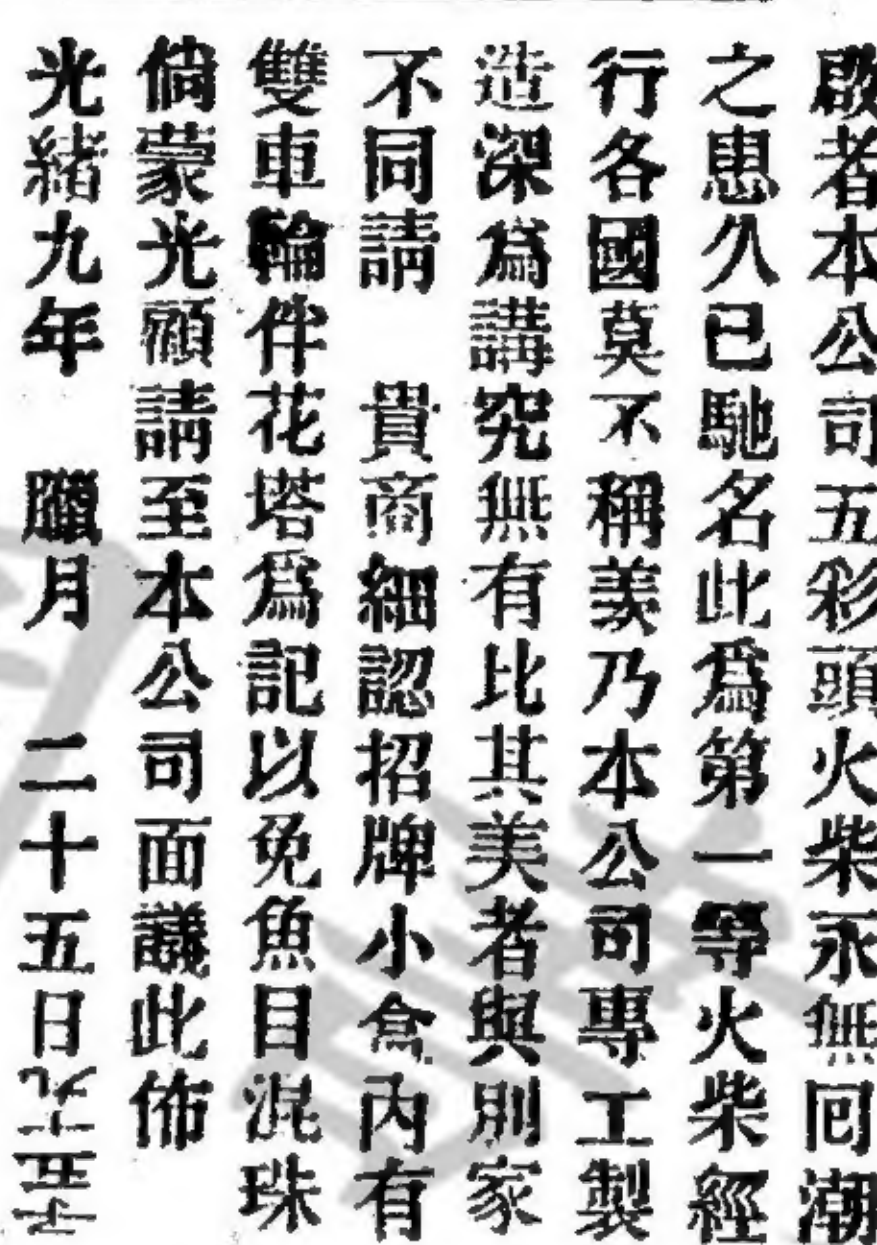 啟者本公司五彩頭火柴永無囘潮
之患久已馳名此爲第一等火柴經
行各國莫不稱羡乃本公司專工製
造深爲講究無有比其美者與別家
不同請 貴商細認招牌小盒內有
雙車輪伴花塔爲記以免魚目混珠
倘蒙光顧請至本公司面議此佈
光緒九年 臘月 二十五日